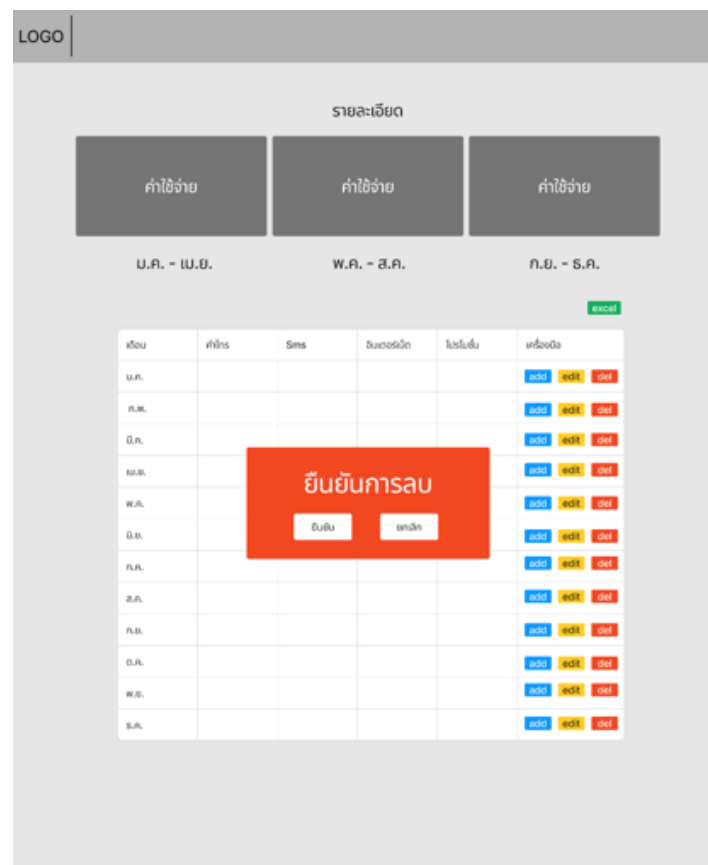 LOGO
รายละเอียด
ค่าใช้จ่าย ค่าใช้จ่าย ค่าใช้จ่าย
ม.ค. - เม.ย. พ.ค. - ส.ค. ก.ย. - ธ.ค.
excel
เดือน ค่าโทร Sms อินเตอร์เน็ต โปรโมชั่น เครื่องมือ
ม.ค. add edit del
ก.พ. add edit del
มี.ค. add edit del
เม.ย. add edit del
ยืนยันการลบ
พ.ค. add edit del
ยืนยัน ยกเลิก
มิ.ย. add edit del
ก.ค. add edit del
ส.ค. add edit del
ก.ย. add edit del
ต.ค. add edit del
พ.ย. add edit del
ธ.ค. add edit del